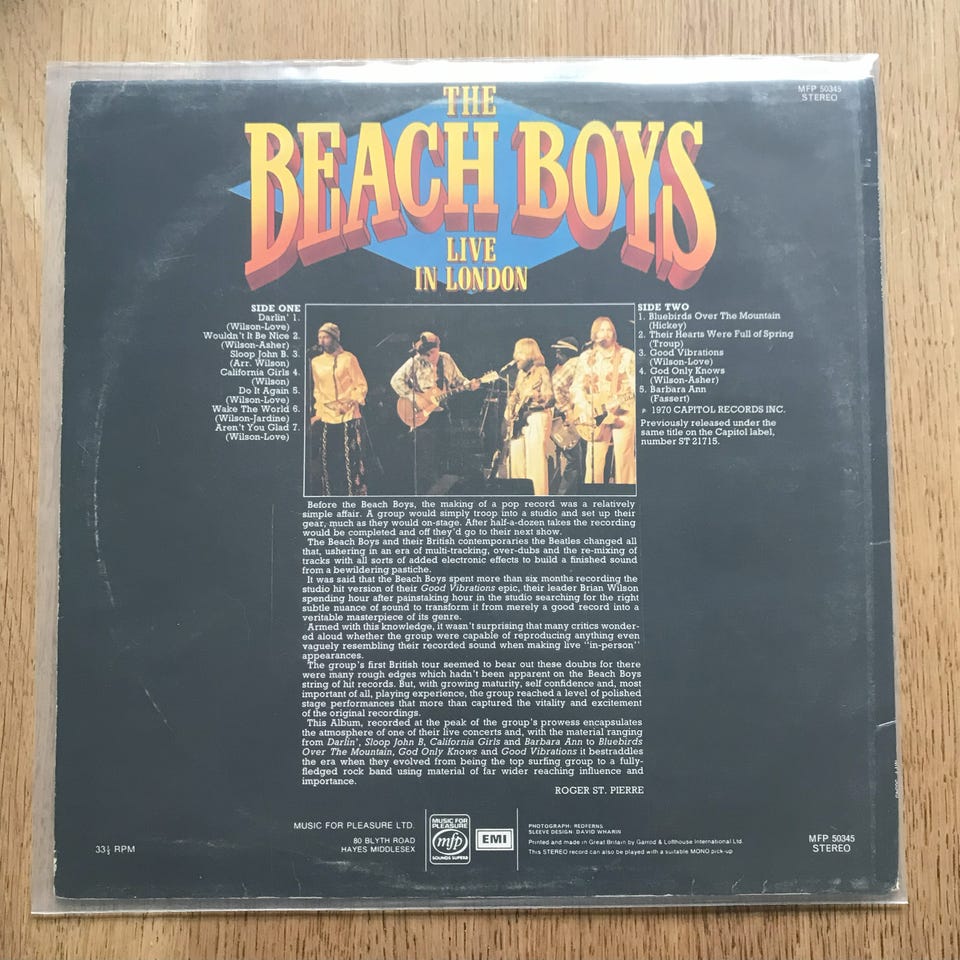 MFP 50345
STEREO
THE
BEACH BOYS
LIVE
IN LONDON
SIDE ONE
Darlin' 1.
(Wilson-Love)
Wouldn't It Be Nice 2.
(Wilson-Asher)
Sloop John B. 3.
(Arr. Wilson)
California Girls 4.
(Wilson)
Do It Again 5.
(Wilson-Love)
Wake The World 6.
(Wilson-Jardine)
Aren't You Glad 7.
(Wilson-Love)
SIDE TWO
1. Bluebirds Over The Mountain
(Hickey)
2. Their Hearts Were Full of Spring
(Troup)
3. Good Vibrations
(Wilson-Love)
4. God Only Knows
(Wilson-Asher)
5. Barbara Ann
(Fassert)
P. 1970 CAPITOL RECORDS INC.
Previously released under the
same title on the Capitol label,
number ST 21715.
Before the Beach Boys, the making of a pop record was a relatively
simple affair. A group would simply troop into a studio and set up their
gear, much as they would on-stage. After half-a-dozen takes the recording
would be completed and off they'd go to their next show.
The Beach Boys and their British contemporaries the Beatles changed all
that, ushering in an era of multi-tracking, over-dubs and the re-mixing of
tracks with all sorts of added electronic effects to build a finished sound
from a bewildering pastiche.
It was said that the Beach Boys spent more than six months recording the
studio hit version of their Good Vibrations epic, their leader Brian Wilson
spending hour after painstaking hour in the studio searching for the right
subtle nuance of sound to transform it from merely a good record into a
veritable masterpiece of its genre.
Armed with this knowledge, it wasn't surprising that many critics wonder-
ed aloud whether the group were capable of reproducing anything even
vaguely resembling their recorded sound when making live "in-person"
appearances.
The group's first British tour seemed to bear out these doubts for there
were many rough edges which hadn't been apparent on the Beach Boys
string of hit records. But, with growing maturity, self confidence and, most
important of all, playing experience, the group reached a level of polished
stage performances that more than captured the vitality and excitement
of the original recordings.
This Album, recorded at the peak of the group's prowess encapsulates
the atmosphere of one of their live concerts and, with the material ranging
from Darlin', Sloop John B, California Girls and Barbara Ann to Bluebirds
Over The Mountain, God Only Knows and Good Vibrations it bestraddles
the era when they evolved from being the top surfing group to a fully-
fledged rock band using material of far wider reaching influence and
importance.
ROGER ST. PIERRE
33⅓ RPM
MUSIC FOR PLEASURE LTD.
80 BLYTH ROAD
HAYES MIDDLESEX
MUSIC FOR
PLEASURE
mfp
SOUNDS SUPERB
EMI
PHOTOGRAPH: REDFERNS
SLEEVE DESIGN: DAVID WHARIN
Printed and made in Great Britain by Garrod & Lofthouse International Ltd.
This STEREO record can also be played with a suitable MONO pick-up
MFP 50345
STEREO